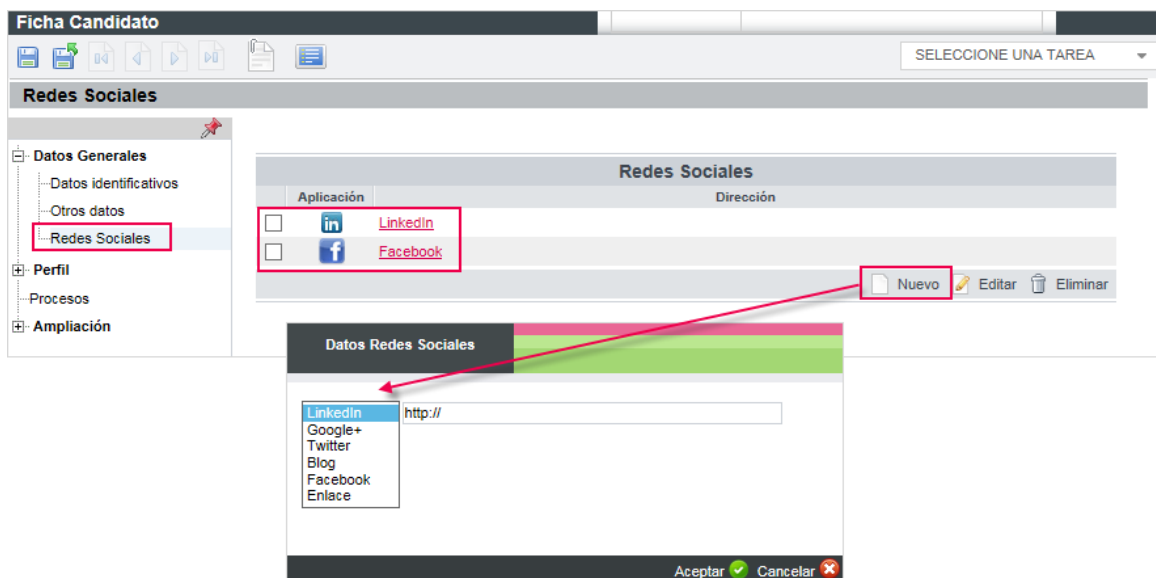 Ficha Candidato
SELECCIONE UNA TAREA
Redes Sociales
Datos Generales
Datos identificativos
Otros datos
Redes Sociales
Perfil
Procesos
Ampliación
Redes Sociales
Aplicación Dirección
in LinkedIn
f Facebook
Nuevo Editar Eliminar
Datos Redes Sociales
LinkedIn http://
Google+
Twitter
Blog
Facebook
Enlace
Aceptar Cancelar